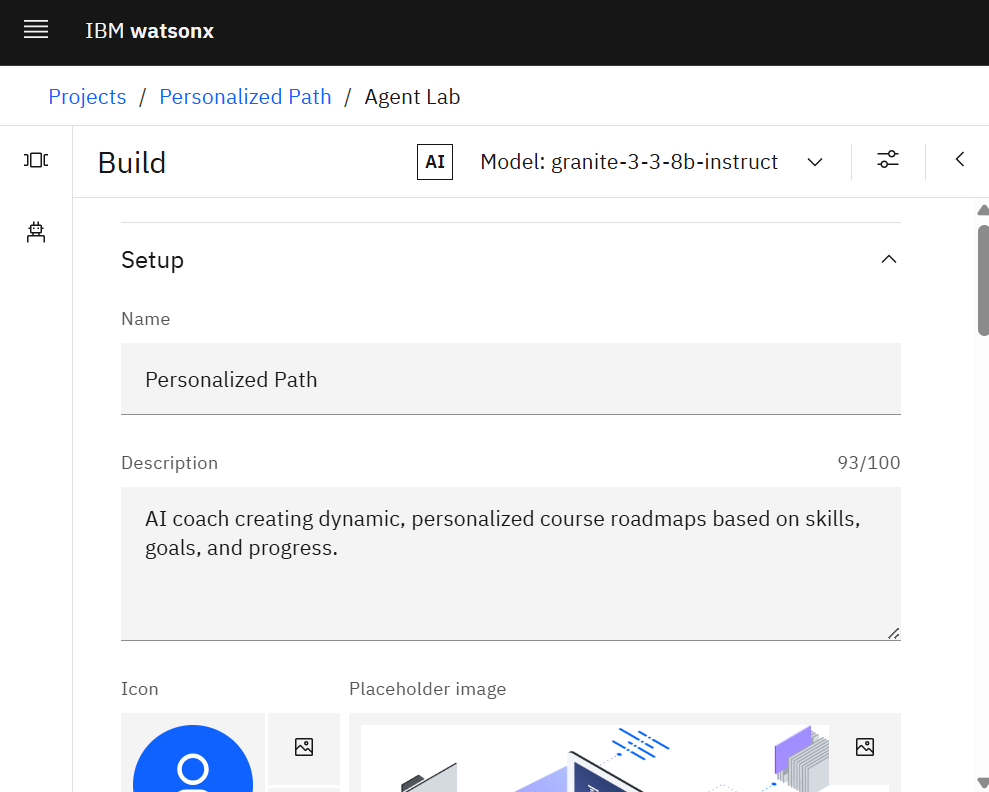 IBM watsonx
Projects / Personalized Path / Agent Lab
Build
AI
Model: granite-3-3-8b-instruct
Setup
Name
Personalized Path
Description
93/100
AI coach creating dynamic, personalized course roadmaps based on skills,
goals, and progress.
Icon
Placeholder image